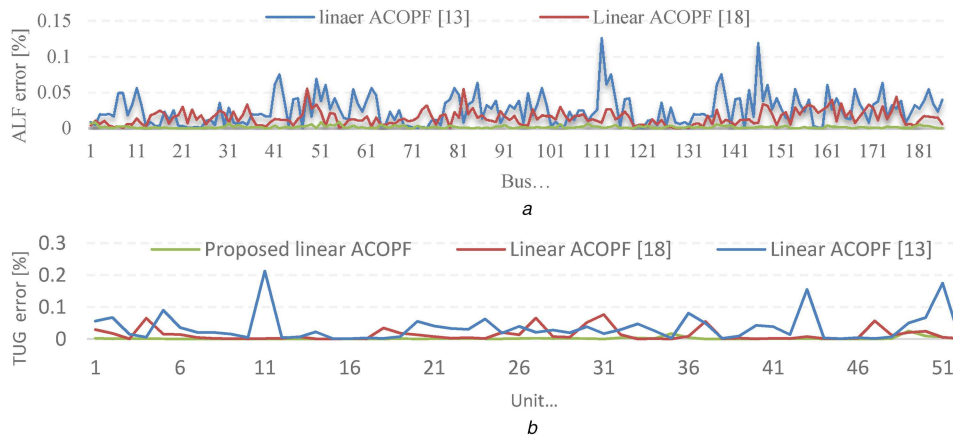 linaer ACOPF [13] Linear ACOPF [18]
0.15
0.1
0.05
0
ALF error [%]
1 11 21 31 41 51 61 71 81 91 101 111 121 131 141 151 161 171 181
Bus...
a
Proposed linear ACOPF Linear ACOPF [18] Linear ACOPF [13]
0.3
0.2
0.1
0
TUG error [%]
1 6 11 16 21 26 31 36 41 46 51
Unit...
b